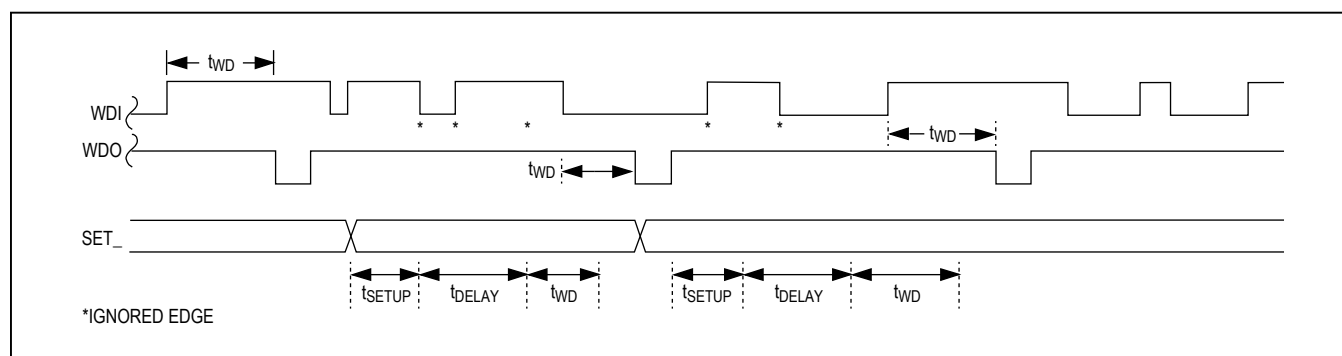 tWD
WDI
* * * * *
WDO
tWD
tWD
SET_
tSETUP tDELAY tWD tSETUP tDELAY tWD
*IGNORED EDGE